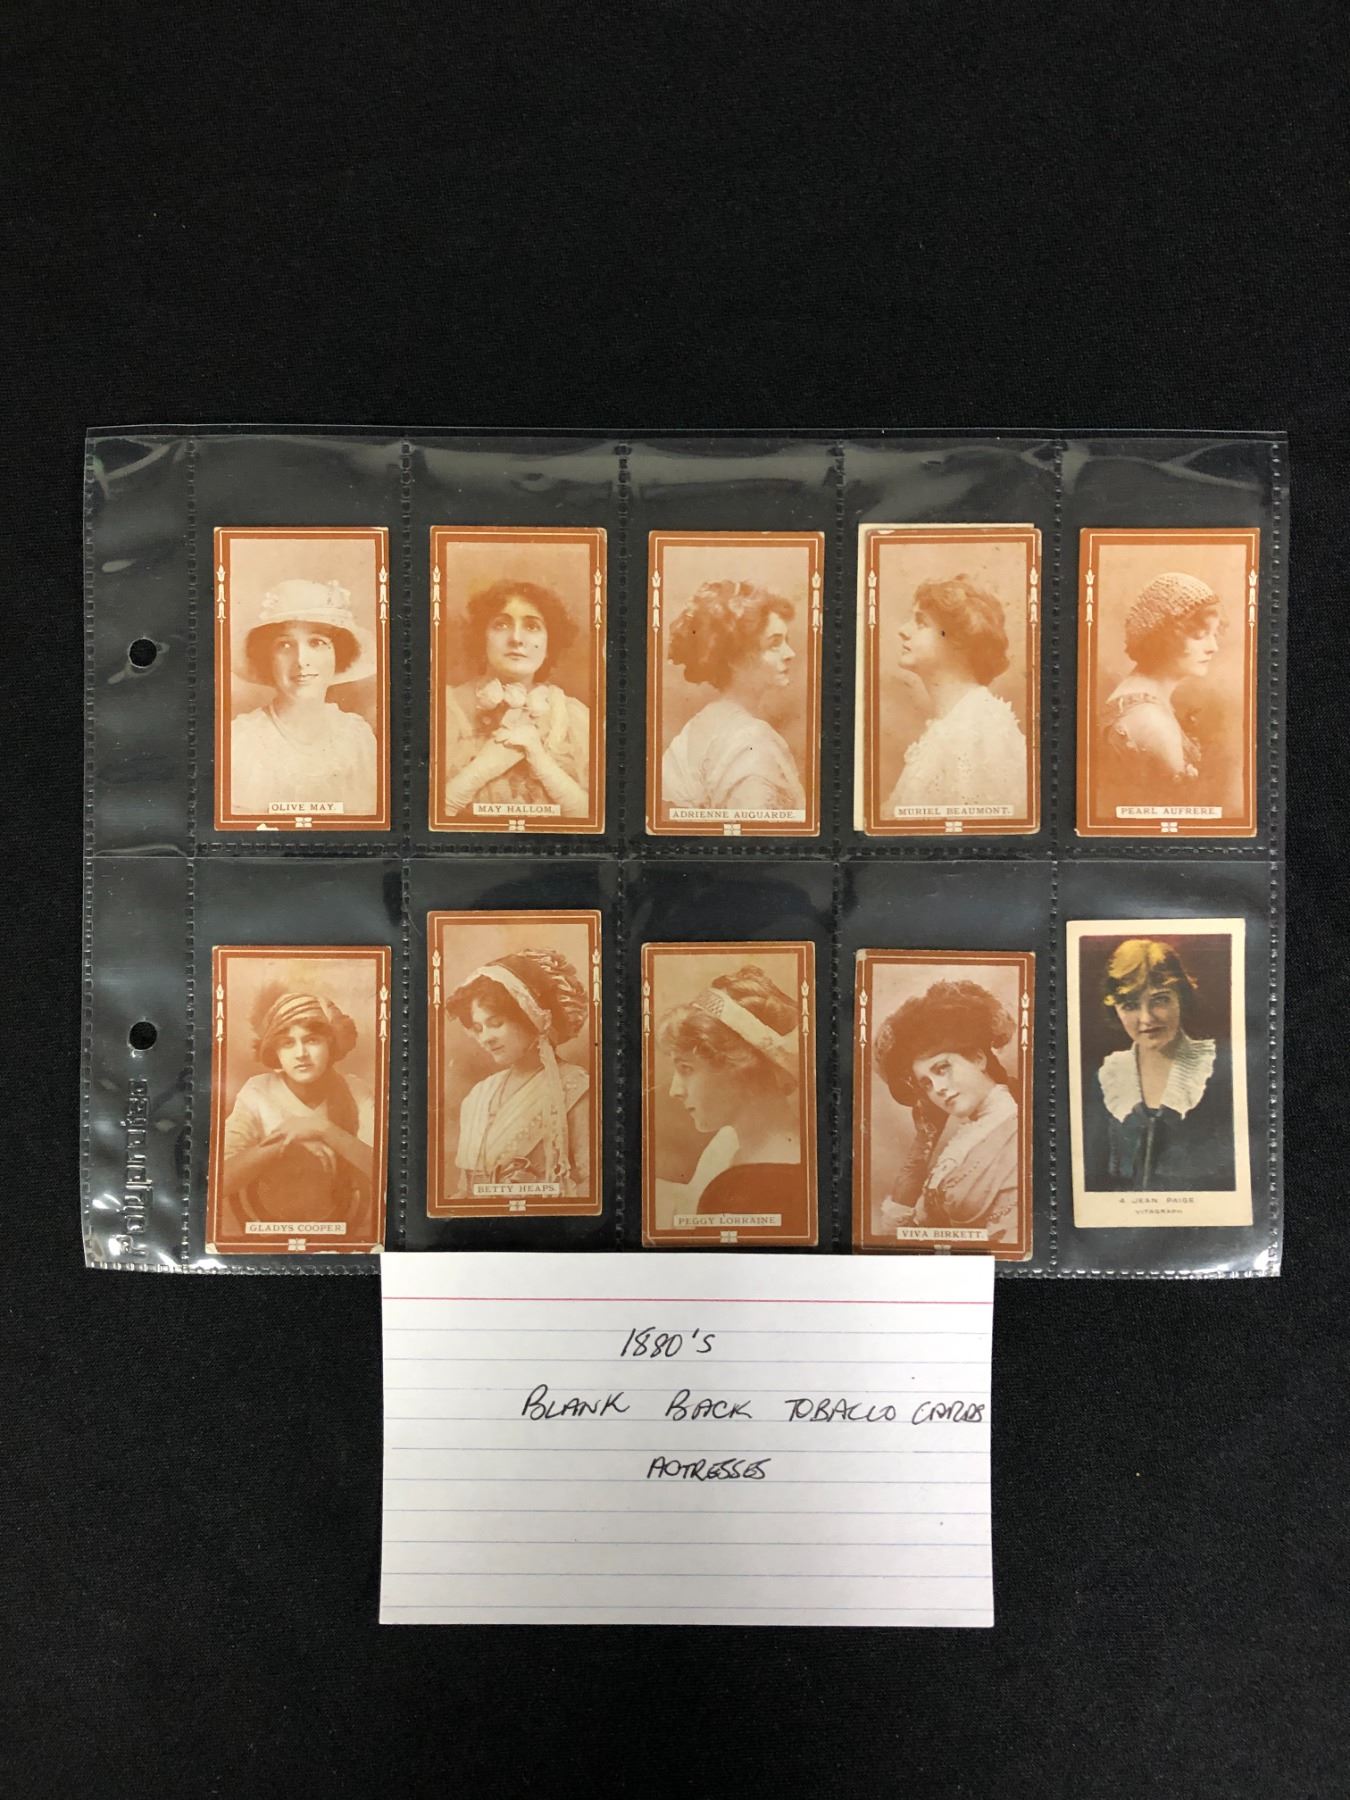 OLIVE MAY.
MAY HALLOM.
ADRIENNE AUGUARDE.
MURIEL BEAUMONT.
PEARL AUFRERE.
GLADYS COOPER.
BETTY HEAPS.
PEGGY LORRAINE
VIVA BIRKETT.
4 JEAN PAIGE
VITAGRAPH
1880's
BLANK BACK TOBACCO CARDS
ACTRESSES